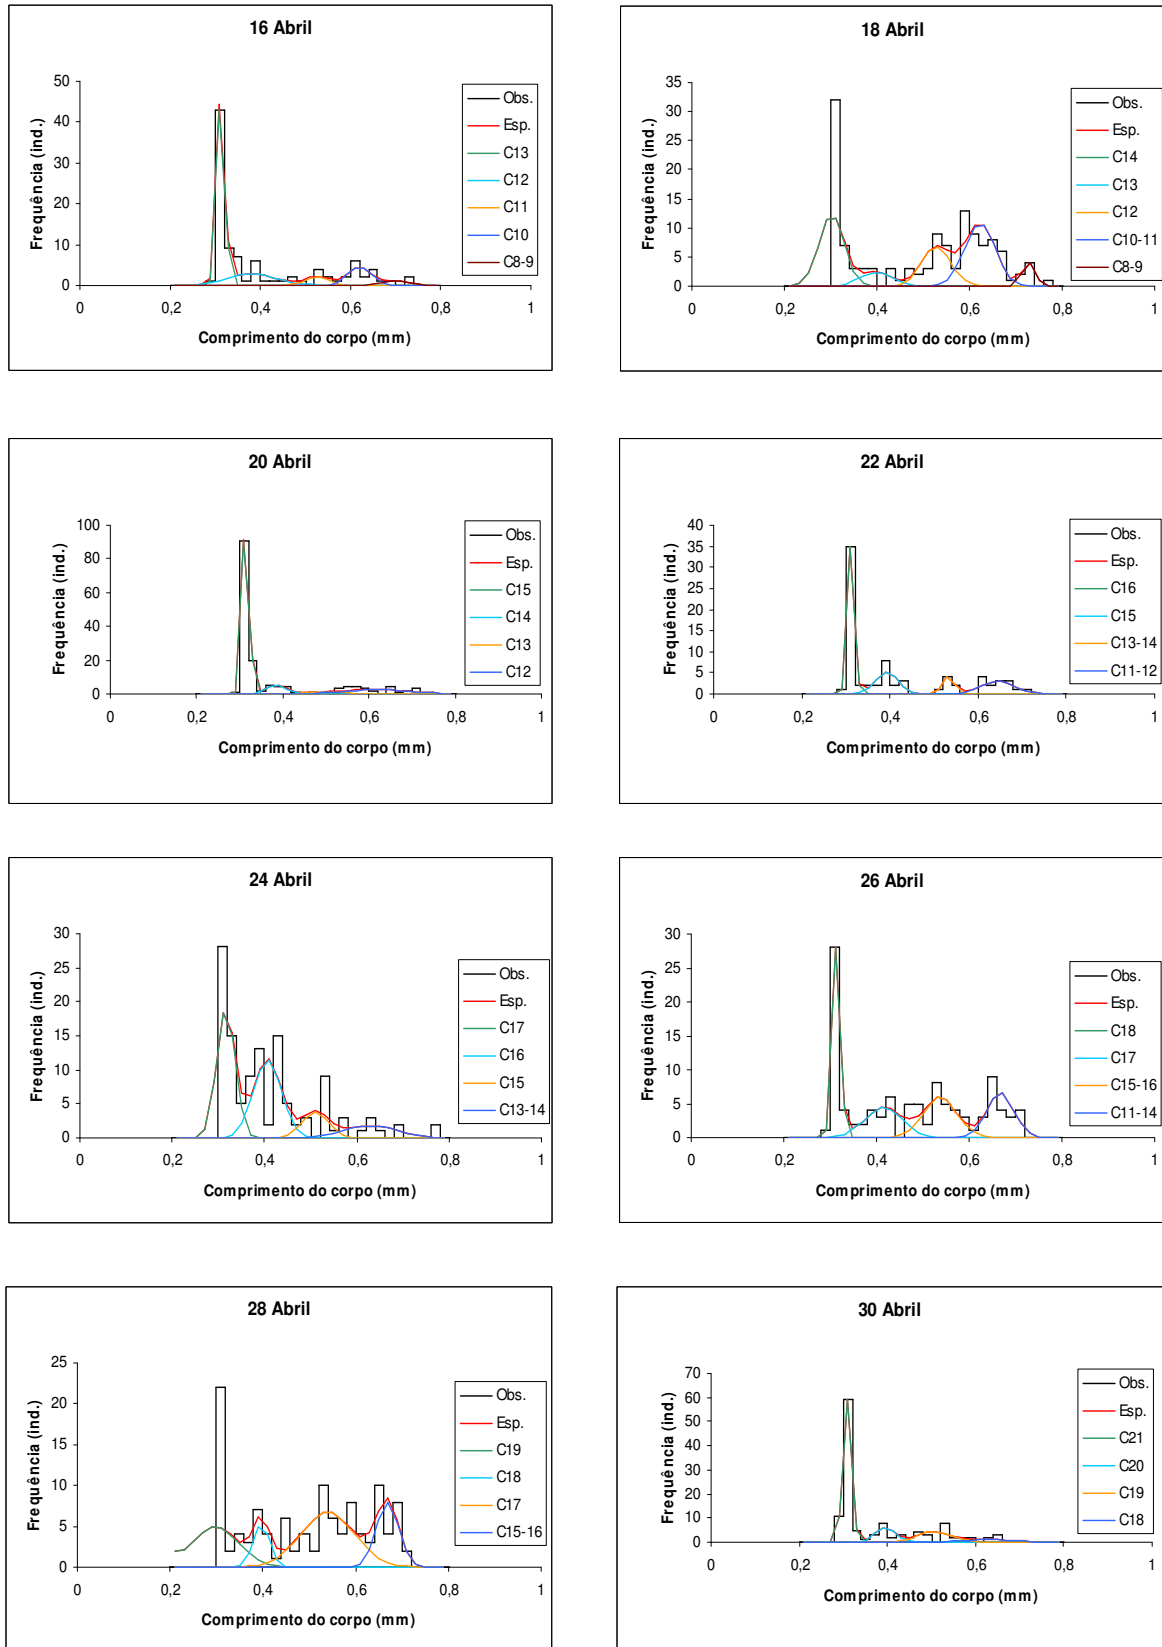 16 Abril
50
40
30
20
10
0
Frequência (ind.)
0 0,2 0,4 0,6 0,8 1
Comprimento do corpo (mm)
Obs.
Esp.
C13
C12
C11
C10
C8-9
18 Abril
35
30
25
20
15
10
5
0
Frequência (ind.)
0 0,2 0,4 0,6 0,8 1
Comprimento do corpo (mm)
Obs.
Esp.
C14
C13
C12
C10-11
C8-9
20 Abril
100
80
60
40
20
0
Frequência (ind.)
0 0,2 0,4 0,6 0,8 1
Comprimento do corpo (mm)
Obs.
Esp.
C15
C14
C13
C12
22 Abril
40
35
30
25
20
15
10
5
0
Frequência (ind.)
0 0,2 0,4 0,6 0,8 1
Comprimento do corpo (mm)
Obs.
Esp.
C16
C15
C13-14
C11-12
24 Abril
30
25
20
15
10
5
0
Frequência (ind.)
0 0,2 0,4 0,6 0,8 1
Comprimento do corpo (mm)
Obs.
Esp.
C17
C16
C15
C13-14
26 Abril
30
25
20
15
10
5
0
Frequência (ind.)
0 0,2 0,4 0,6 0,8 1
Comprimento do corpo (mm)
Obs.
Esp.
C18
C17
C15-16
C11-14
28 Abril
25
20
15
10
5
0
Frequência (ind.)
0 0,2 0,4 0,6 0,8 1
Comprimento do corpo (mm)
Obs.
Esp.
C19
C18
C17
C15-16
30 Abril
70
60
50
40
30
20
10
0
Frequência (ind.)
0 0,2 0,4 0,6 0,8 1
Comprimento do corpo (mm)
Obs.
Esp.
C21
C20
C19
C18